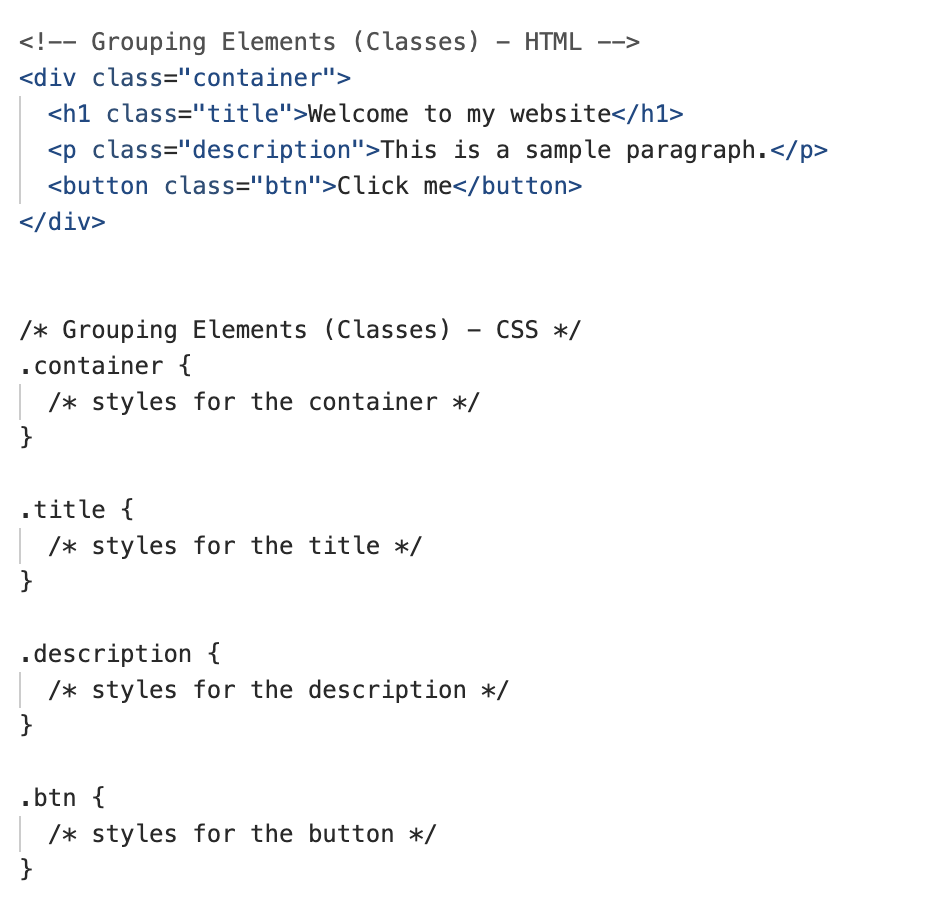 <!-- Grouping Elements (Classes) - HTML -->
<div class="container">
  <h1 class="title">Welcome to my website</h1>
  <p class="description">This is a sample paragraph.</p>
  <button class="btn">Click me</button>
</div>

/* Grouping Elements (Classes) - CSS */
.container {
  /* styles for the container */
}

.title {
  /* styles for the title */
}

.description {
  /* styles for the description */
}

.btn {
  /* styles for the button */
}